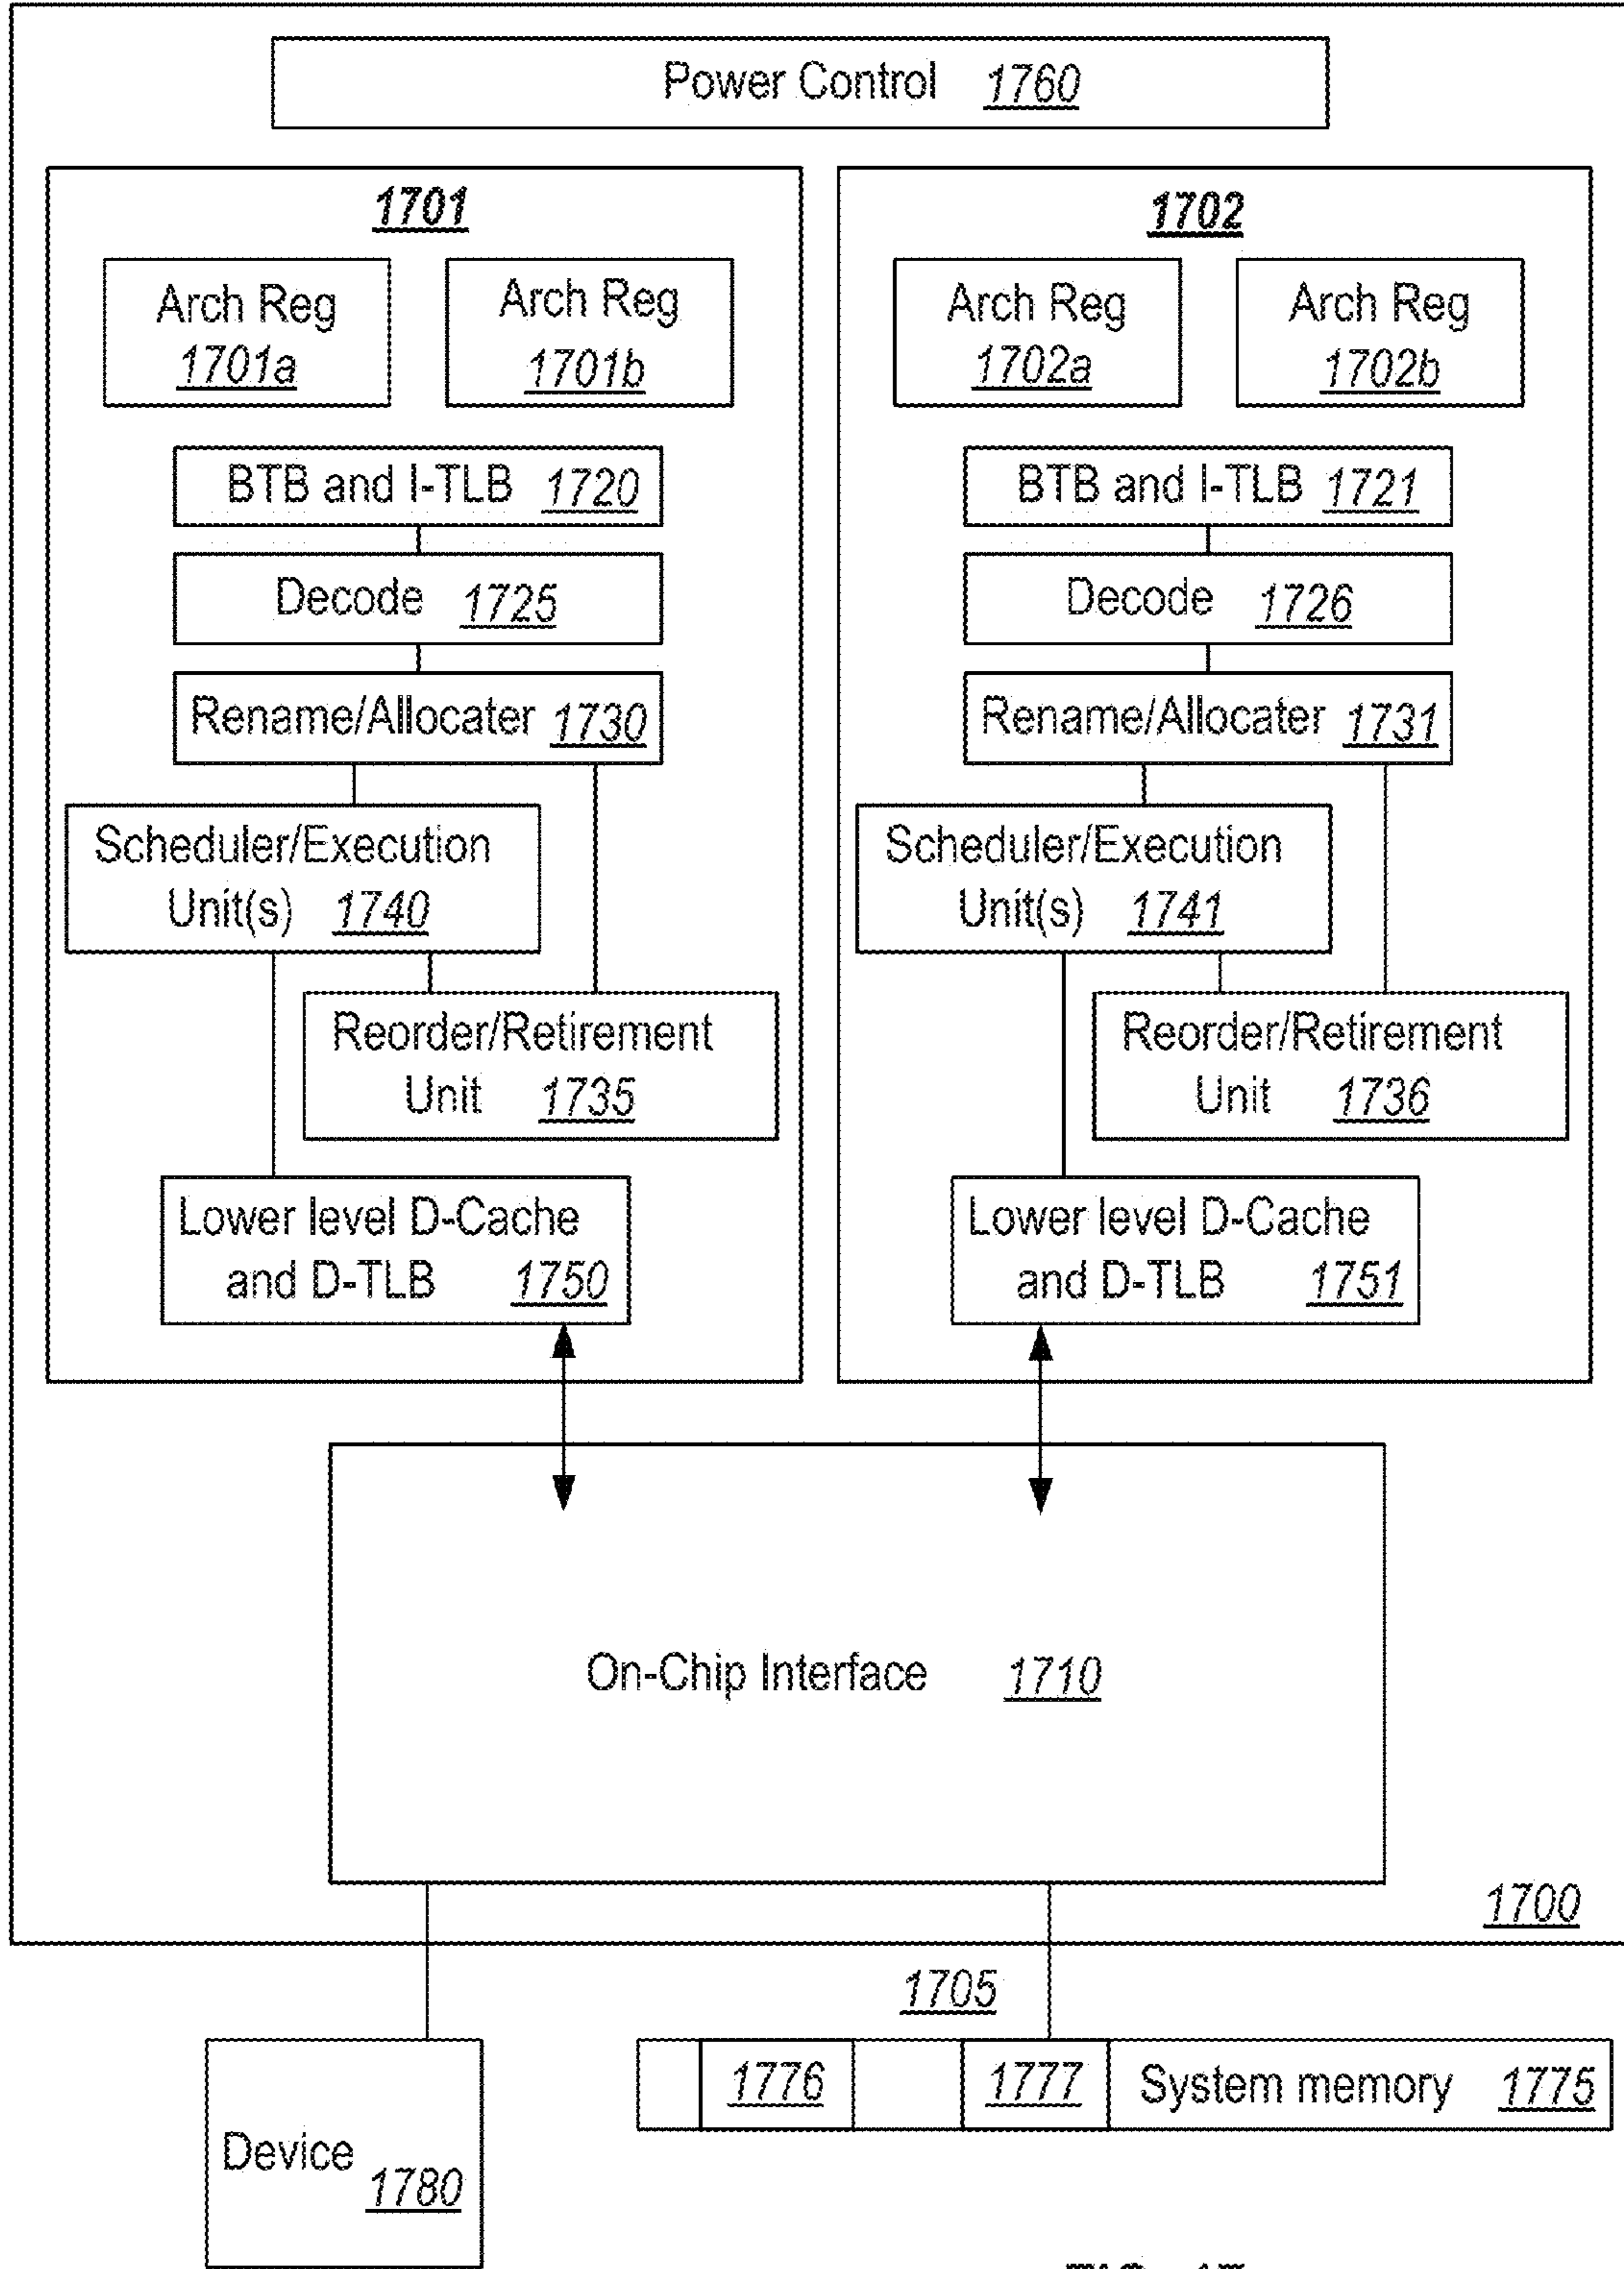 Power Control 1760
1701
Arch Reg
1701a
Arch Reg
1701b
BTB and I-TLB 1720
Decode 1725
Rename/Allocater 1730
Scheduler/Execution
Unit(s) 1740
Reorder/Retirement
Unit 1735
Lower level D-Cache
and D-TLB 1750
1702
Arch Reg
1702a
Arch Reg
1702b
BTB and I-TLB 1721
Decode 1726
Rename/Allocater 1731
Scheduler/Execution
Unit(s) 1741
Reorder/Retirement
Unit 1736
Lower level D-Cache
and D-TLB 1751
On-Chip Interface 1710
1700
1705
1776 1777 System memory 1775
Device 1780